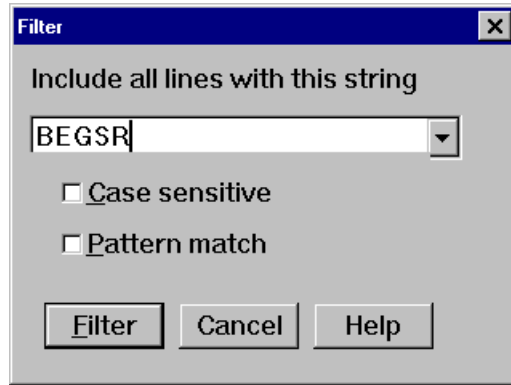 Filter
Include all lines with this string
BEGSR
Case sensitive
Pattern match
Filter Cancel Help